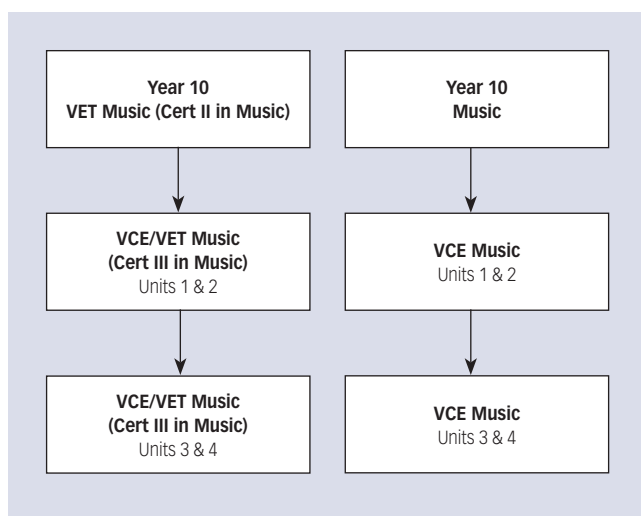 Year 10
VET Music (Cert II in Music)
Year 10
Music
VCE/VET Music
(Cert III in Music)
Units 1 & 2
VCE Music
Units 1 & 2
VCE/VET Music
(Cert III in Music)
Units 3 & 4
VCE Music
Units 3 & 4